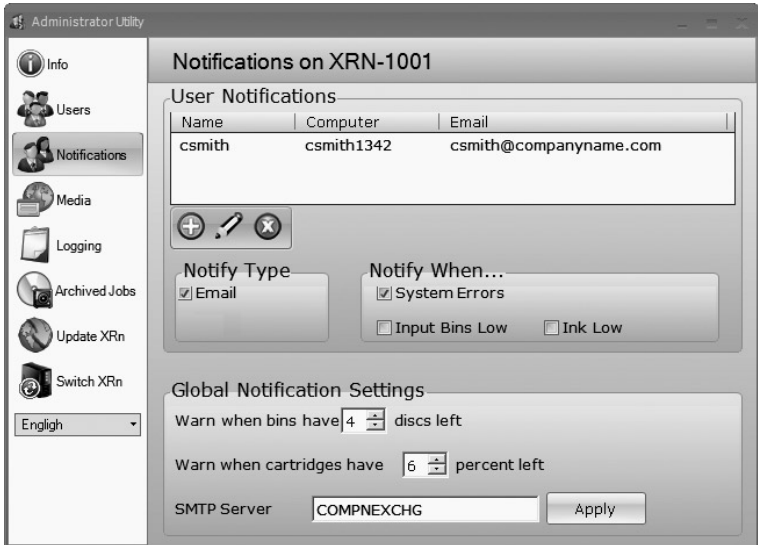 Administrator Utility
Info
Users
Notifications
Media
Logging
Archived Jobs
Update XRn
Switch XRn
Engligh
Notifications on XRN-1001
User Notifications
Name Computer Email
csmith csmith1342 csmith@companyname.com
Notify Type
Email
Notify When...
System Errors
Input Bins Low Ink Low
Global Notification Settings
Warn when bins have 4 discs left
Warn when cartridges have 6 percent left
SMTP Server COMPNEXCHG Apply